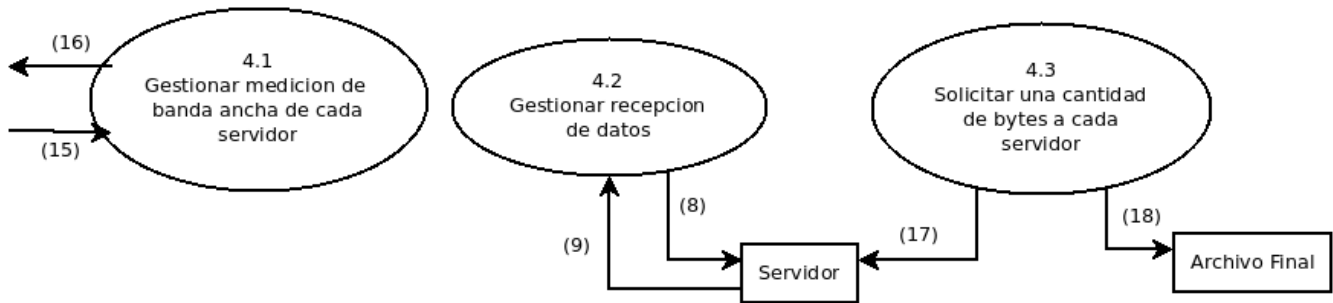 (16)
4.1
Gestionar medicion de
banda ancha de cada
servidor
(15)
4.2
Gestionar recepcion
de datos
4.3
Solicitar una cantidad
de bytes a cada
servidor
(8)
(9)
(17)
(18)
Servidor
Archivo Final